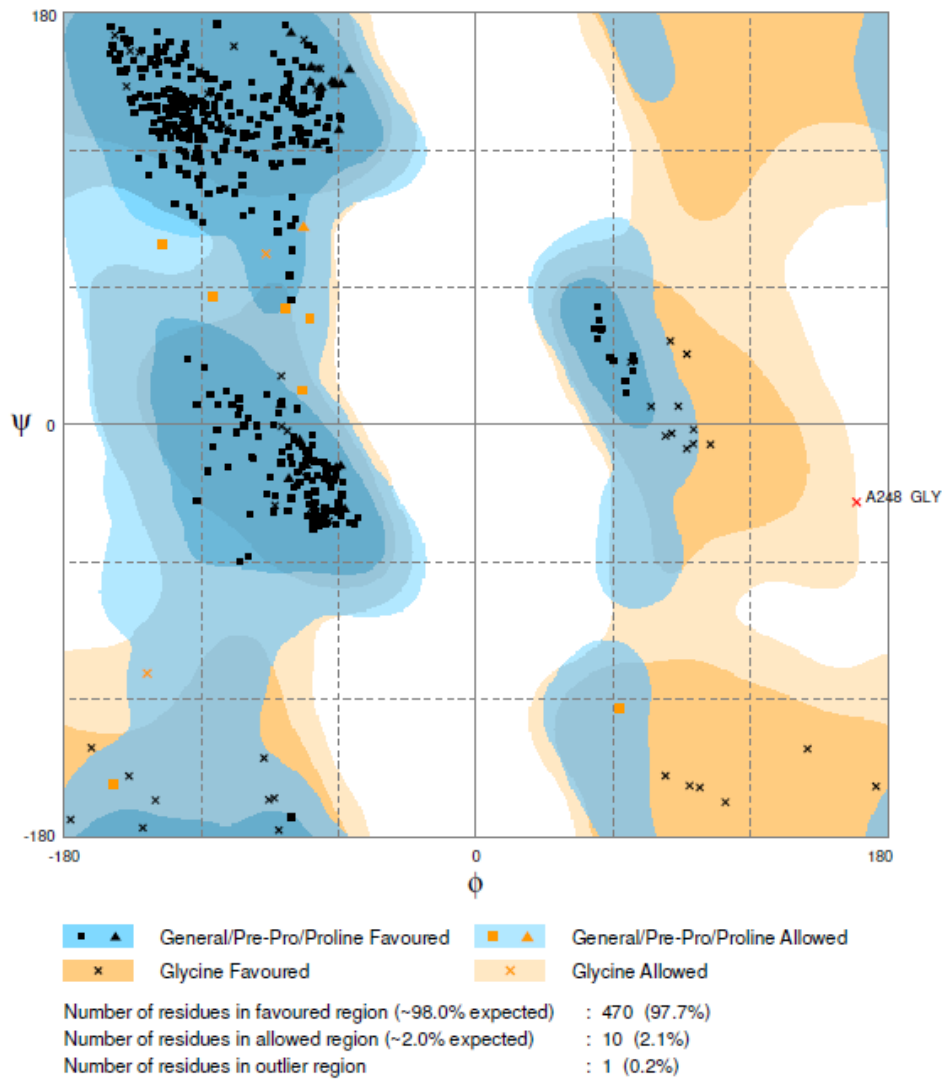 180
ψ
0
A248 GLY
-180
-180
0
180
ϕ
General/Pre-Pro/Proline Favoured
General/Pre-Pro/Proline Allowed
Glycine Favoured
Glycine Allowed
Number of residues in favoured region (~98.0% expected) : 470 (97.7%)
Number of residues in allowed region (~2.0% expected) : 10 (2.1%)
Number of residues in outlier region : 1 (0.2%)